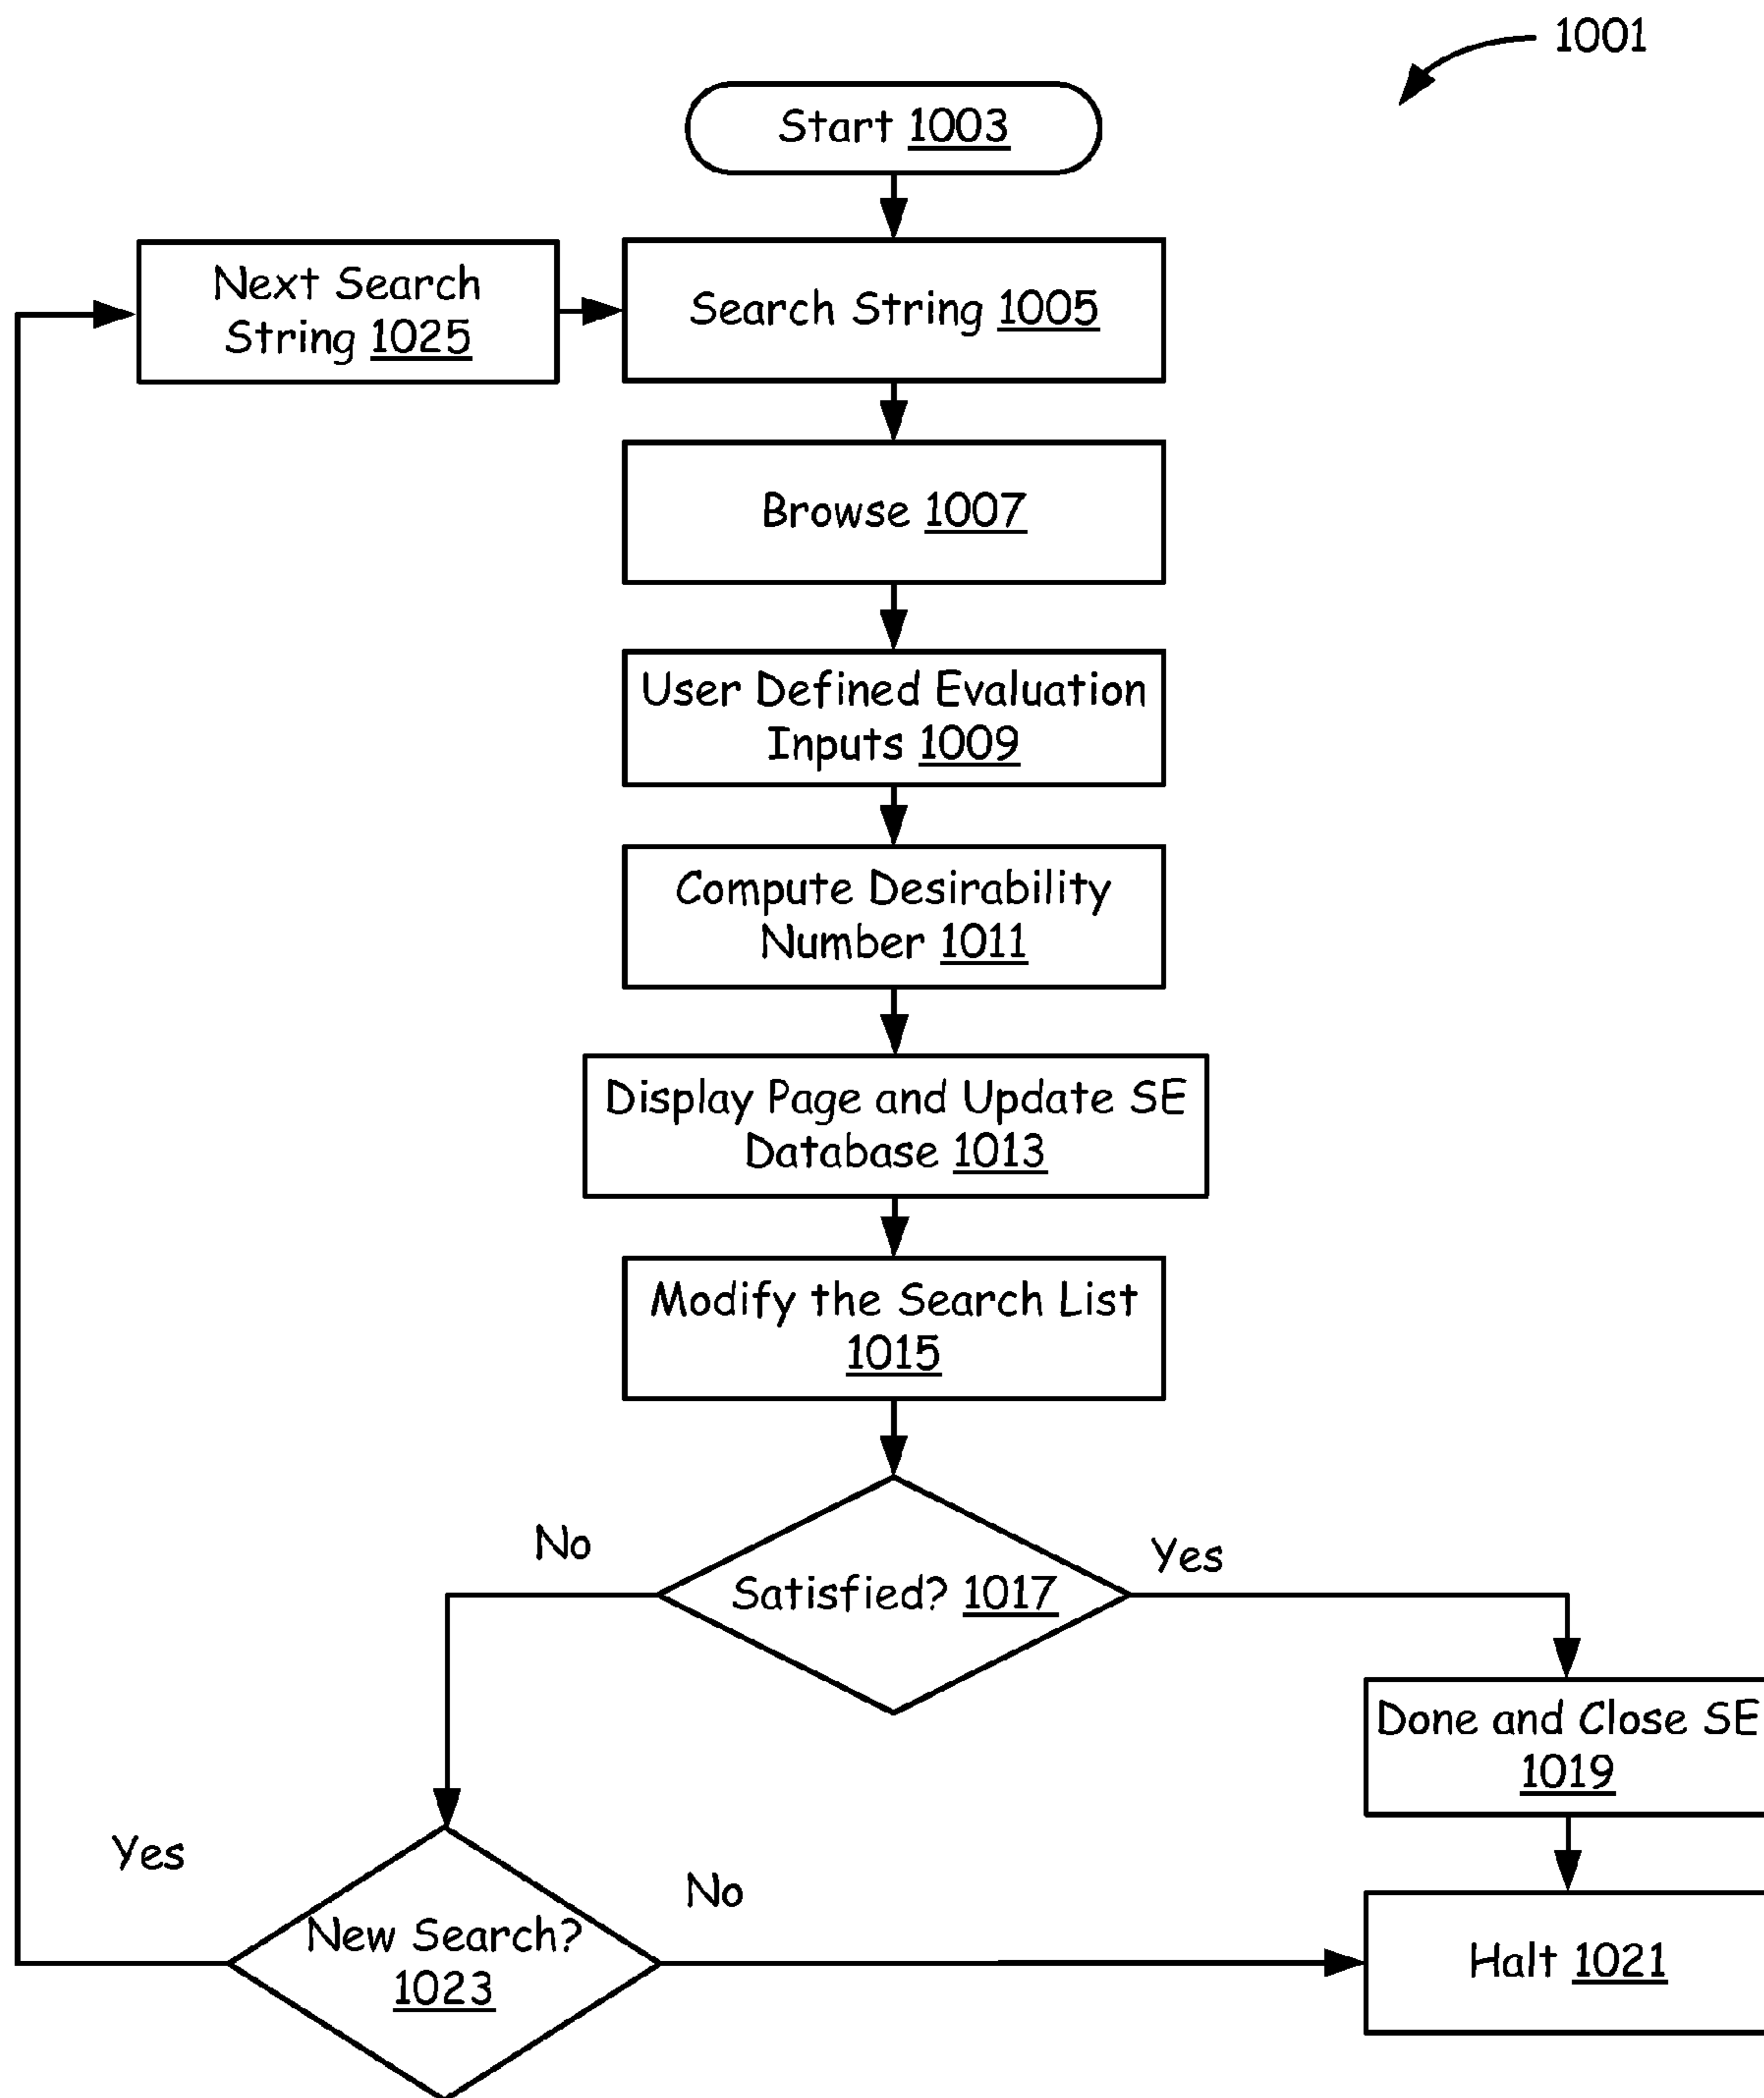 1001
Start 1003
Next Search
String 1025
Search String 1005
Browse 1007
User Defined Evaluation
Inputs 1009
Compute Desirability
Number 1011
Display Page and Update SE
Database 1013
Modify the Search List
1015
No
Yes
Satisfied? 1017
Done and Close SE
1019
Yes
No
New Search?
1023
Halt 1021